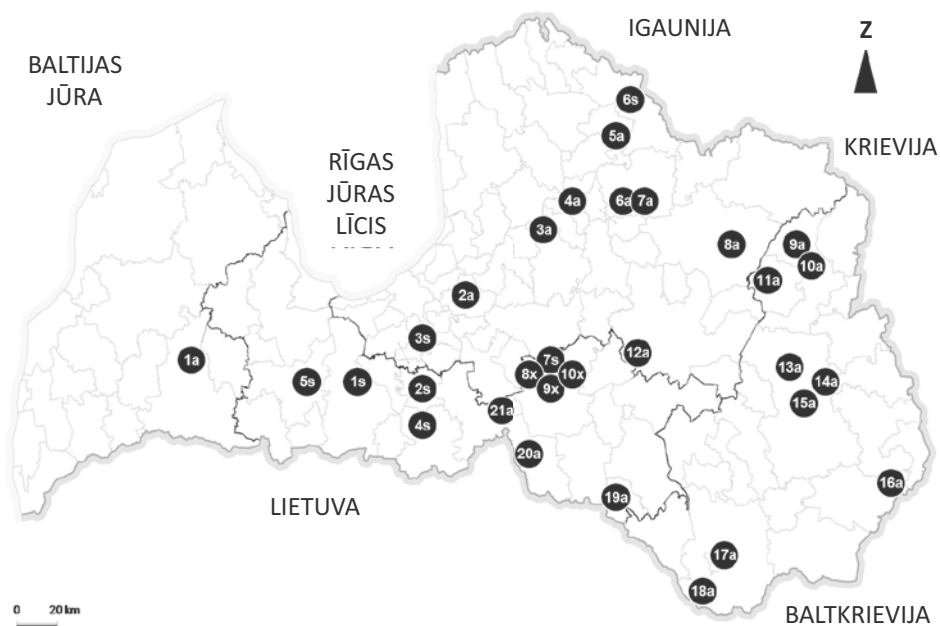 IGAUNIJA
Z
BALTIJAS
JŪRA
6s
5a
KRIEVIJA
RĪGAS
JŪRAS
LĪCIS
4a
6a
7a
3a
8a
9a
10a
11a
2a
3s
7s
12a
1a
8x
10x
13a
5s
1s
2s
9x
14a
21a
15a
4s
20a
16a
19a
LIETUVA
17a
18a
0 20 km
BALTKRIEVIJA